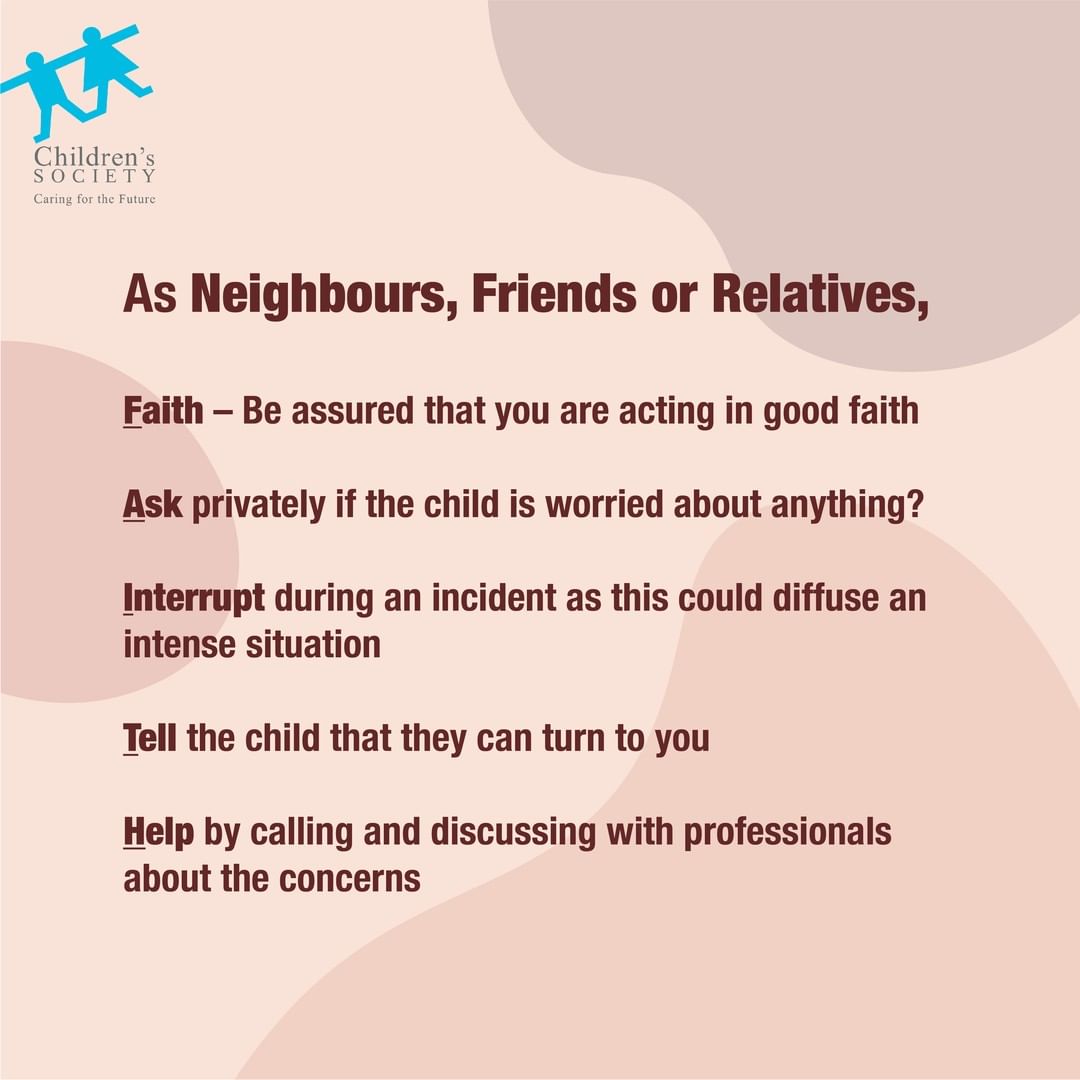 Children's
SOCIETY
Caring for the Future
As Neighbours, Friends or Relatives,
Faith – Be assured that you are acting in good faith
Ask privately if the child is worried about anything?
Interrupt during an incident as this could diffuse an
intense situation
Tell the child that they can turn to you
Help by calling and discussing with professionals
about the concerns